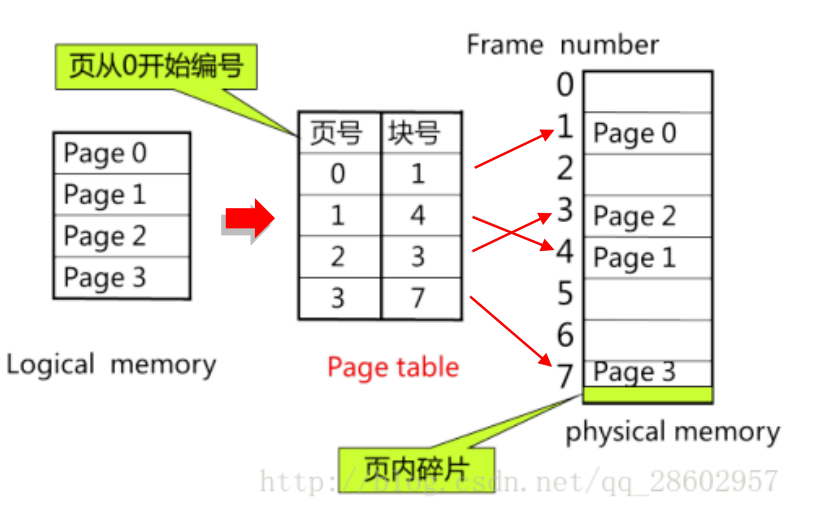 页从0开始编号
Frame number
Page 0
Page 1
Page 2
Page 3
Logical memory
页号 块号
0 1
1 4
2 3
3 7
Page table
0
1 Page 0
2
3 Page 2
4 Page 1
5
6
7 Page 3
physical memory
页内碎片
http://blog.csdn.net/qq_28602957